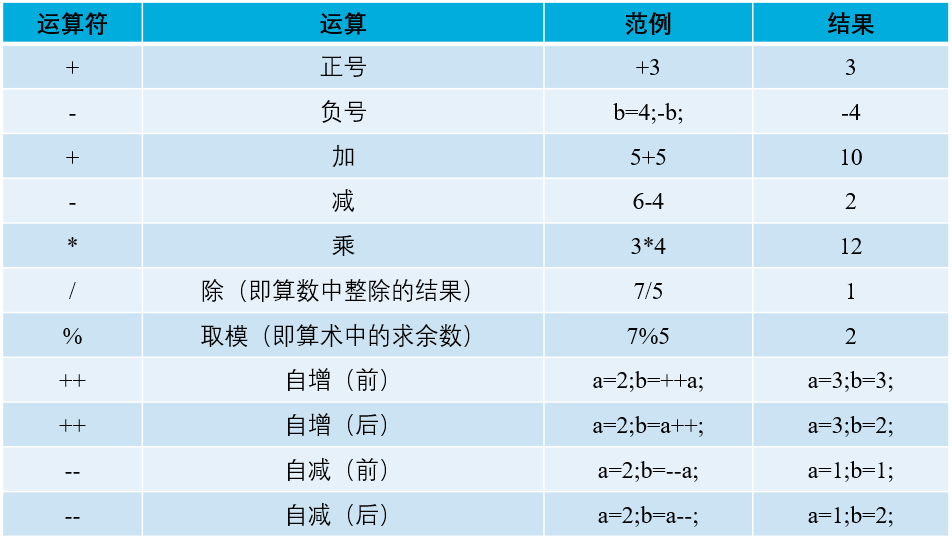 运算符 运算 范例 结果
+ 正号 +3 3
- 负号 b=4;-b; -4
+ 加 5+5 10
- 减 6-4 2
* 乘 3*4 12
/ 除（即算数中整除的结果） 7/5 1
% 取模（即算术中的求余数） 7%5 2
++ 自增（前） a=2;b=++a; a=3;b=3;
++ 自增（后） a=2;b=a++; a=3;b=2;
-- 自减（前） a=2;b=--a; a=1;b=1;
-- 自减（后） a=2;b=a--; a=1;b=2;